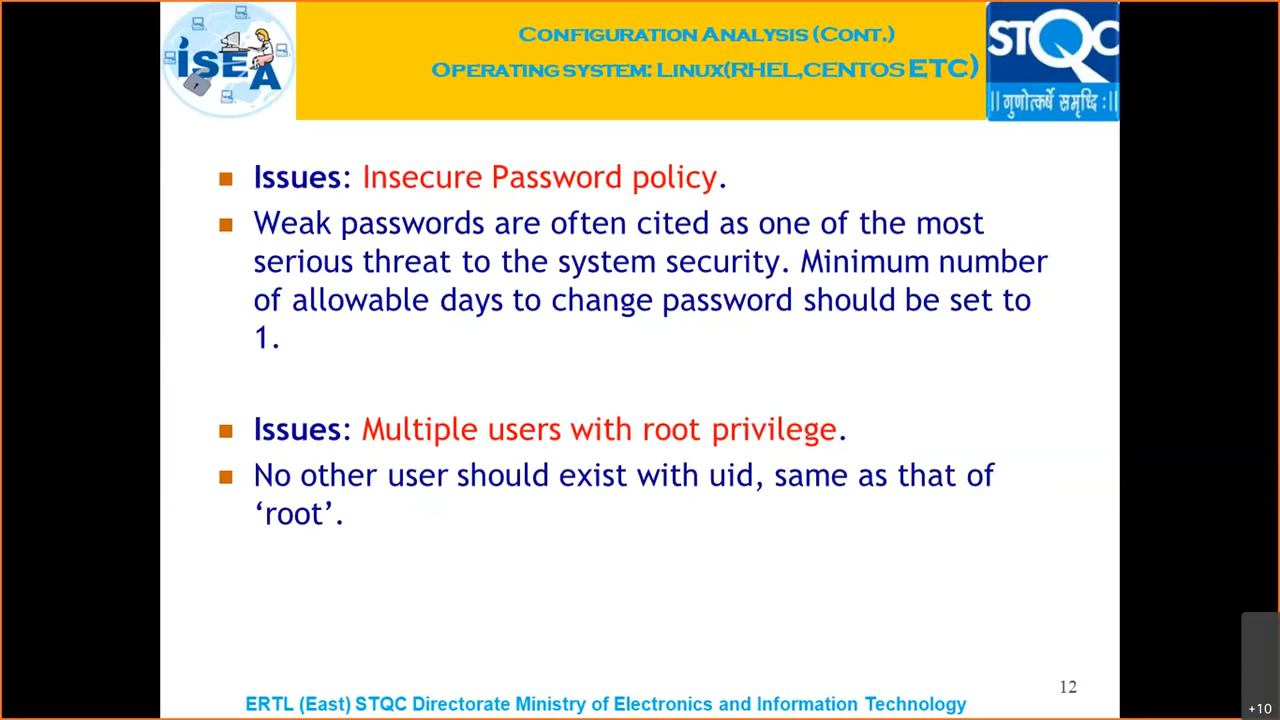 ISEA
CONFIGURATION ANALYSIS (CONT.)
OPERATING SYSTEM: LINUX(RHEL,CENTOS ETC)
STQC
॥ गुणोत्कर्षे समृद्धिः॥
Issues: Insecure Password policy.
Weak passwords are often cited as one of the most
serious threat to the system security. Minimum number
of allowable days to change password should be set to
1.
Issues: Multiple users with root privilege.
No other user should exist with uid, same as that of
‘root’.
12
ERTL (East) STQC Directorate Ministry of Electronics and Information Technology
+10